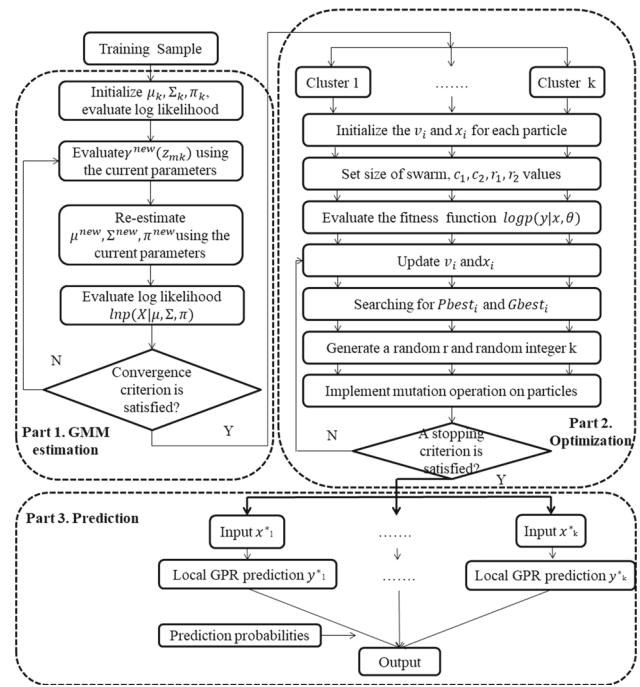 Training Sample
Initialize μₖ, Σₖ, πₖ,
evaluate log likelihood
Evaluateγⁿᵉʷ(zₘₖ) using
the current parameters
Re-estimate
μⁿᵉʷ, Σⁿᵉʷ, πⁿᵉʷusing the
current parameters
Evaluate log likelihood
lnp(X|μ, Σ, π)
N
Convergence
criterion is
satisfied?
Y
Part 1. GMM
estimation
Cluster 1
.......
Cluster k
Initialize the vᵢ and xᵢ for each particle
Set size of swarm, c₁, c₂, r₁, r₂ values
Evaluate the fitness function logp(y|x, θ)
Update vᵢ andxᵢ
Searching for Pbestᵢ and Gbestᵢ
Generate a random r and random integer k
Implement mutation operation on particles
N
A stopping
criterion is
satisfied?
Y
Part 2.
Optimization
Part 3. Prediction
Input x*₁
.......
Input x*ₖ
Local GPR prediction y*₁
.......
Local GPR prediction y*ₖ
Prediction probabilities
Output